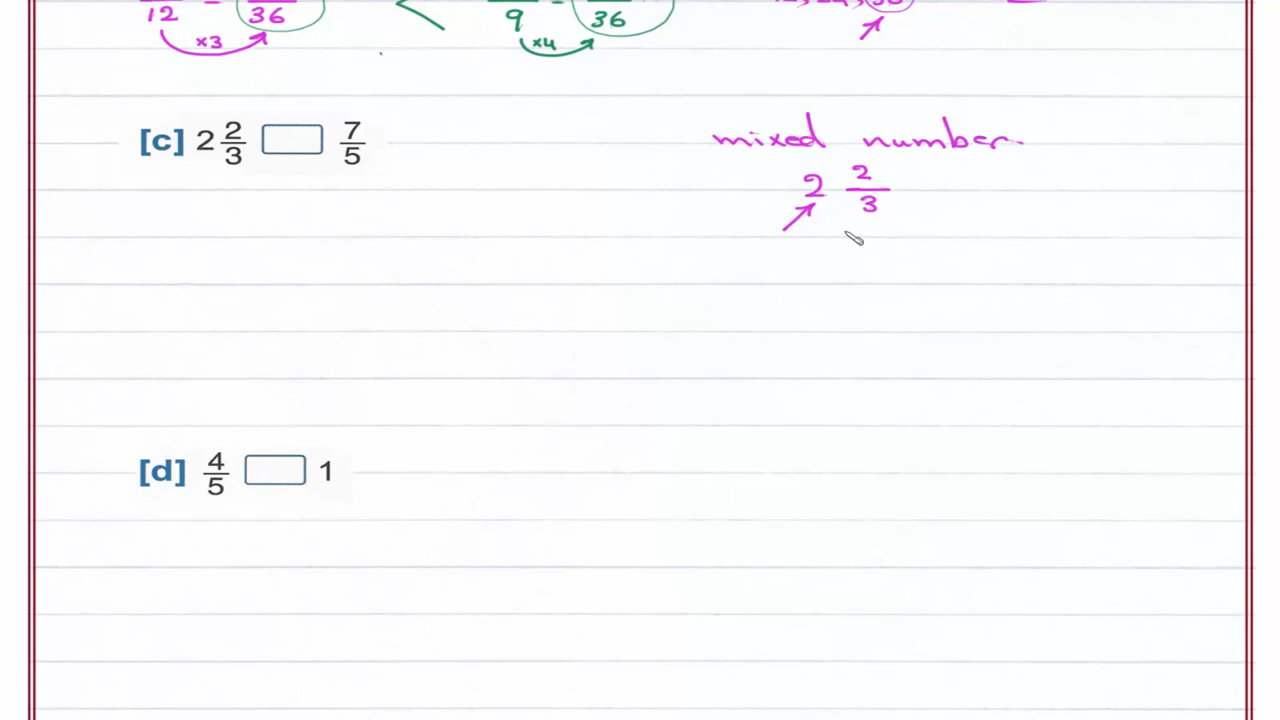 12 = 36 < 9 = 36
×3 ×4
[c] 2 2/3 □ 7/5
mixed number.
2 2/3
[d] 4/5 □ 1